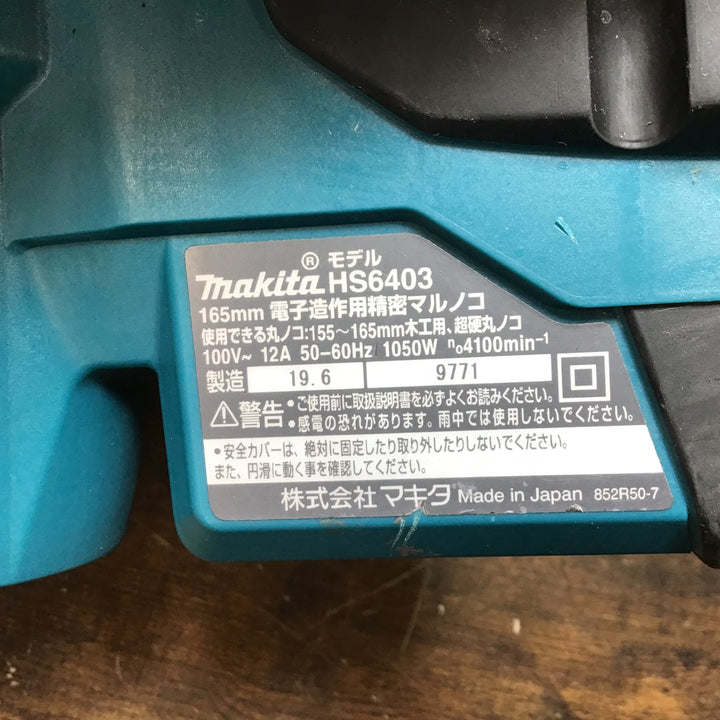 ® モデル
makita HS6403
165mm 電子造作用精密マルノコ
使用できる丸ノコ:155～165mm木工用、超硬丸ノコ
100V~ 12A 50-60Hz 1050W n₀4100min⁻¹
製造 19.6 9771
⚠警告 • ご使用前に取扱説明書を必ずよくお読みください。
• 感電の恐れがあります。雨中では使用しないでください。
• 安全カバーは、絶対に固定したり取り外したりしないでください。
また、円滑に動く事を確認してください。
株式会社 マキタ Made in Japan 852R50-7